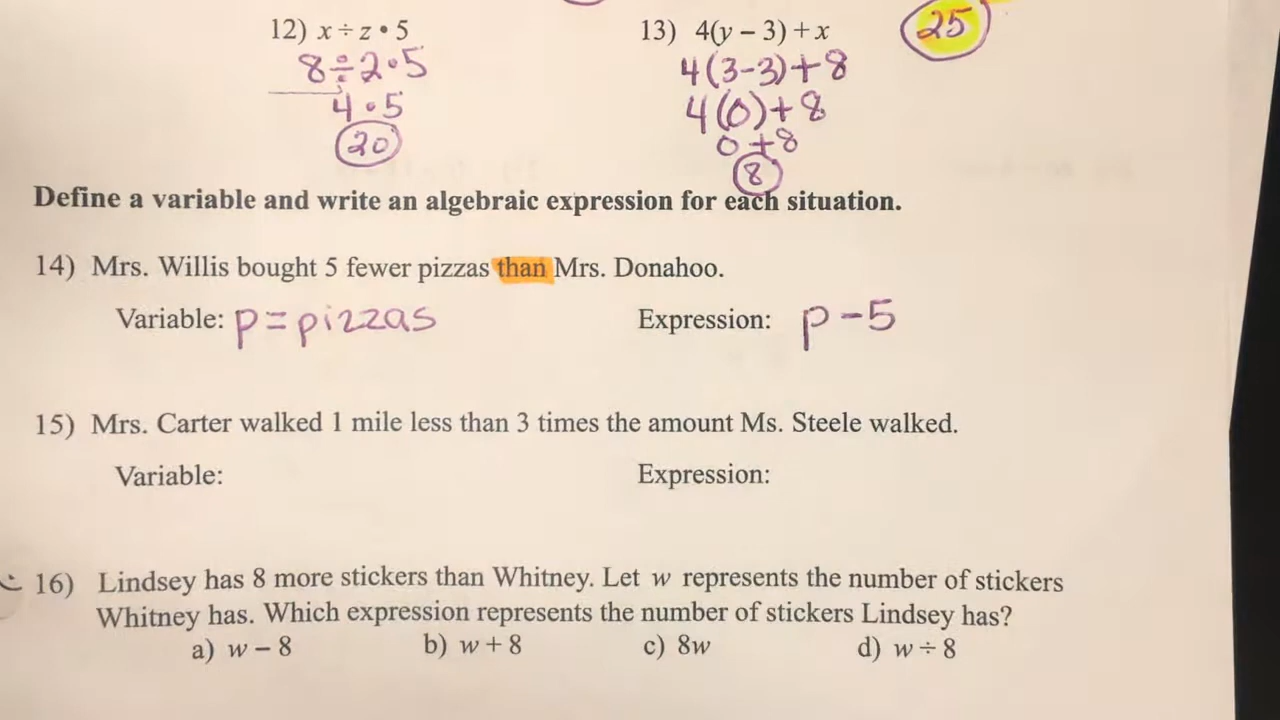 12) x ÷ z • 5
8 ÷ 2 • 5
4 • 5
20
13) 4(y – 3) + x
4(3-3)+8
4(0)+8
0+8
8
25
Define a variable and write an algebraic expression for each situation.
14) Mrs. Willis bought 5 fewer pizzas than Mrs. Donahoo.
Variable: p = pizzas Expression: p - 5
15) Mrs. Carter walked 1 mile less than 3 times the amount Ms. Steele walked.
Variable: Expression:
16) Lindsey has 8 more stickers than Whitney. Let w represents the number of stickers
Whitney has. Which expression represents the number of stickers Lindsey has?
a) w – 8 b) w + 8 c) 8w d) w ÷ 8